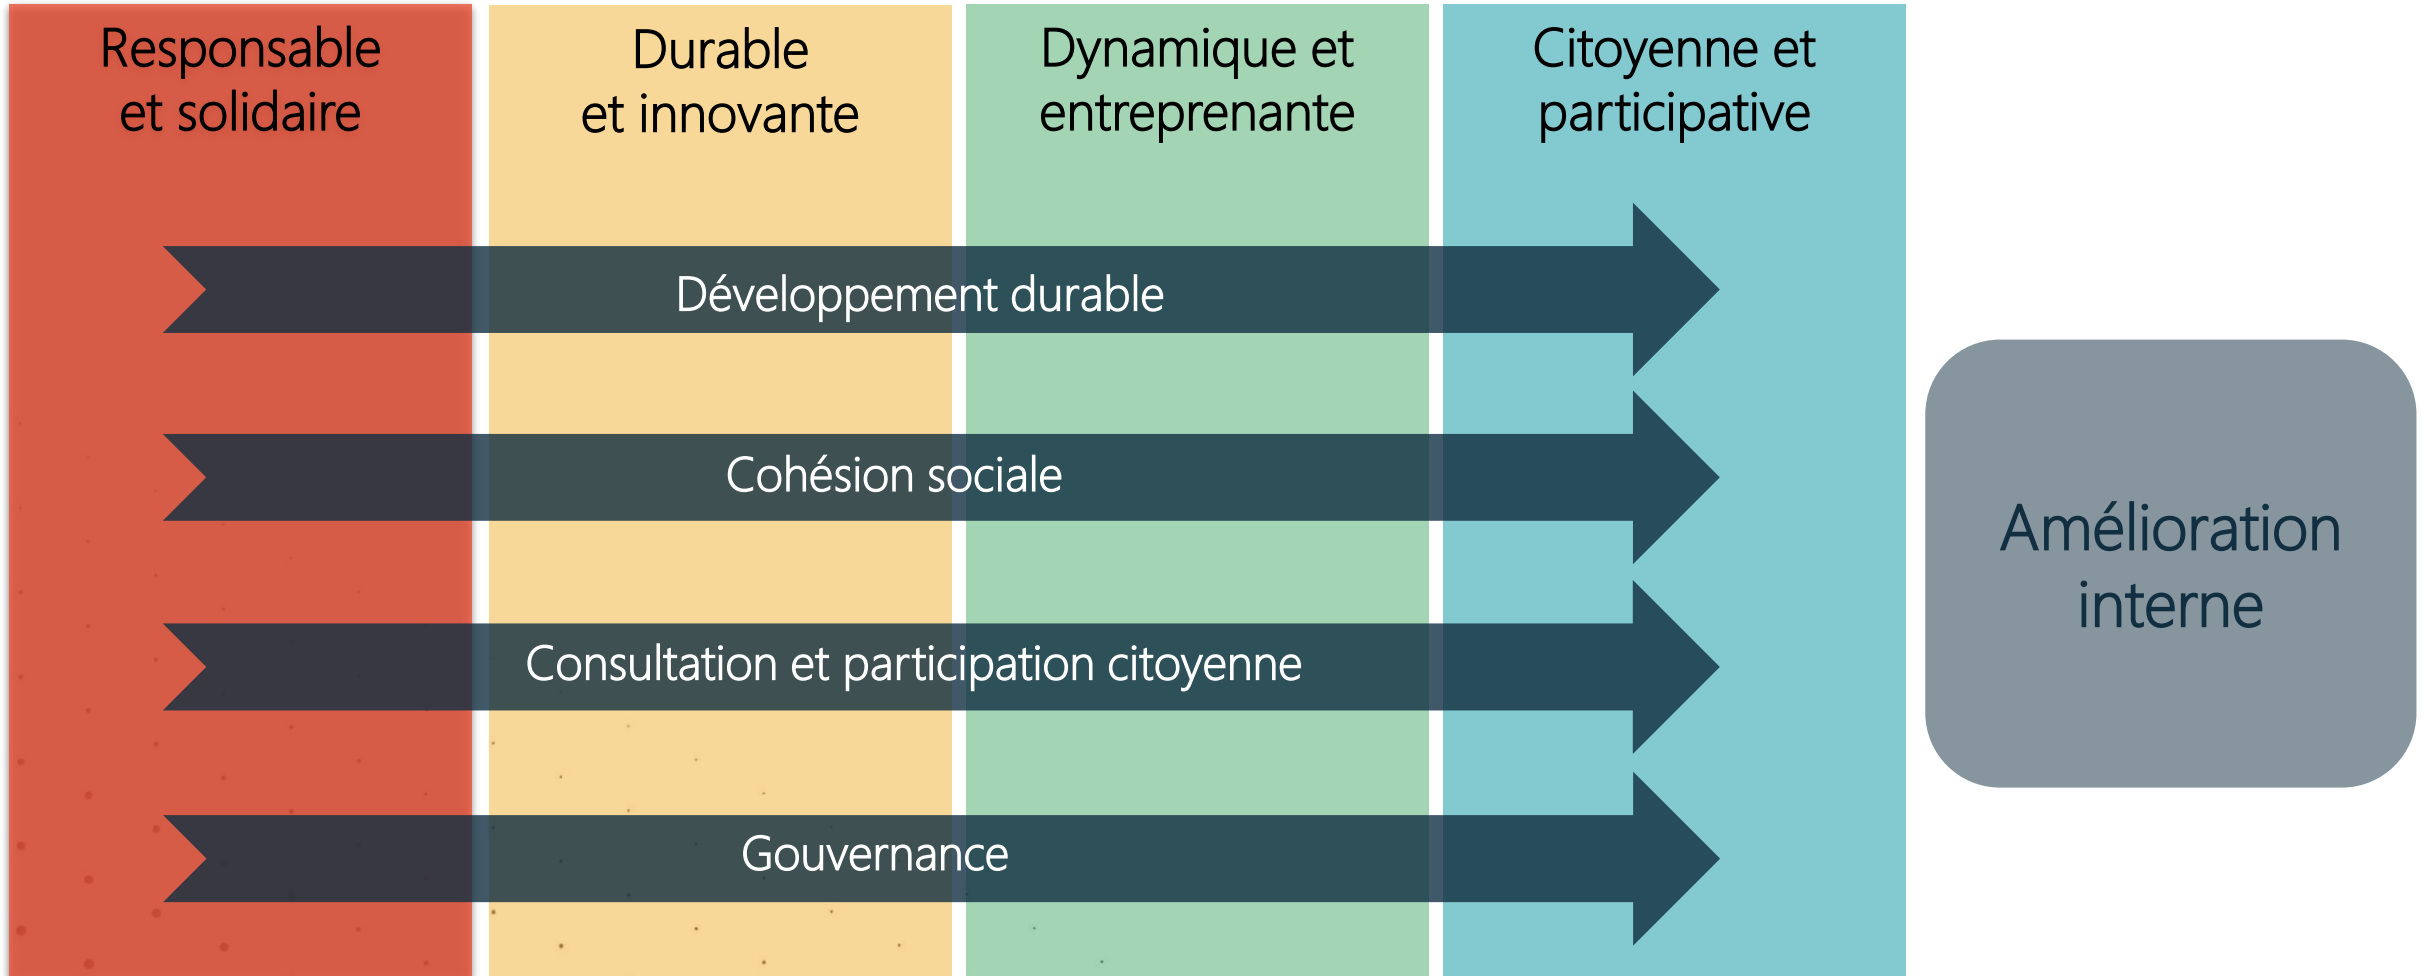 Responsable
et solidaire
Durable
et innovante
Dynamique et
entreprenante
Citoyenne et
participative
Développement durable
Cohésion sociale
Consultation et participation citoyenne
Gouvernance
Amélioration
interne